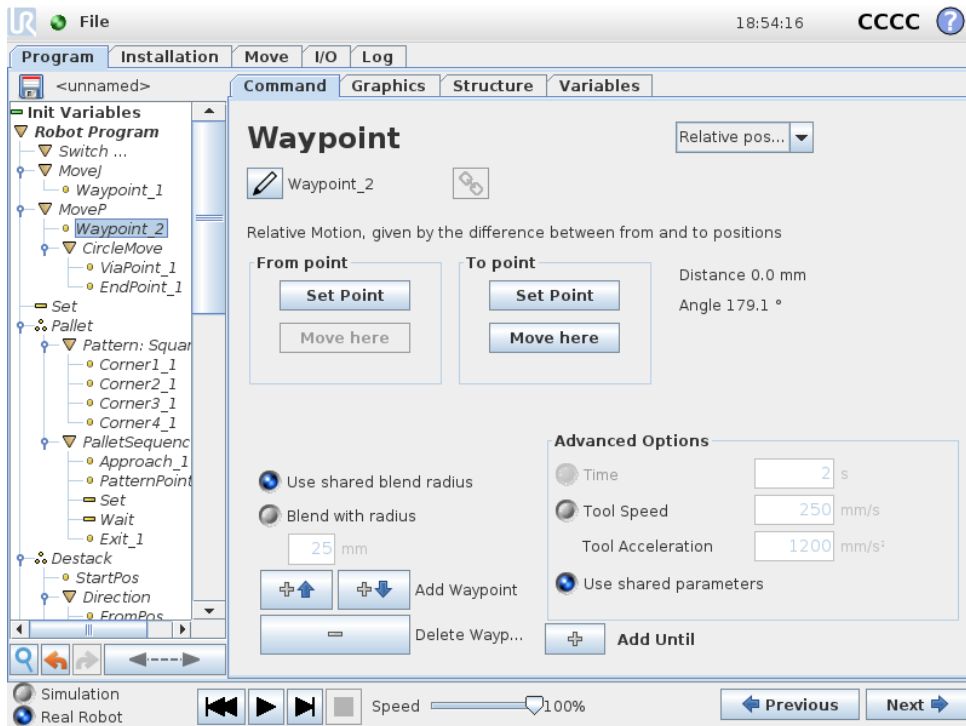 UR File 18:54:16 CCCC ?
Program Installation Move I/O Log
<unnamed> Command Graphics Structure Variables
Init Variables
Robot Program
Switch ...
MoveJ
Waypoint_1
MoveP
Waypoint_2
CircleMove
ViaPoint_1
EndPoint_1
Set
Pallet
Pattern: Squar
Corner1_1
Corner2_1
Corner3_1
Corner4_1
PalletSequenc
Approach_1
PatternPoint
Set
Wait
Exit_1
Destack
StartPos
Direction
FromPos
Waypoint Relative pos...
Waypoint_2
Relative Motion, given by the difference between from and to positions
From point To point
Set Point Set Point
Move here Move here
Distance 0.0 mm
Angle 179.1 °
Use shared blend radius
Blend with radius
25 mm
Add Waypoint
Delete Wayp...
Advanced Options
Time 2 s
Tool Speed 250 mm/s
Tool Acceleration 1200 mm/s²
Use shared parameters
Add Until
Simulation
Real Robot
Speed 100%
Previous Next